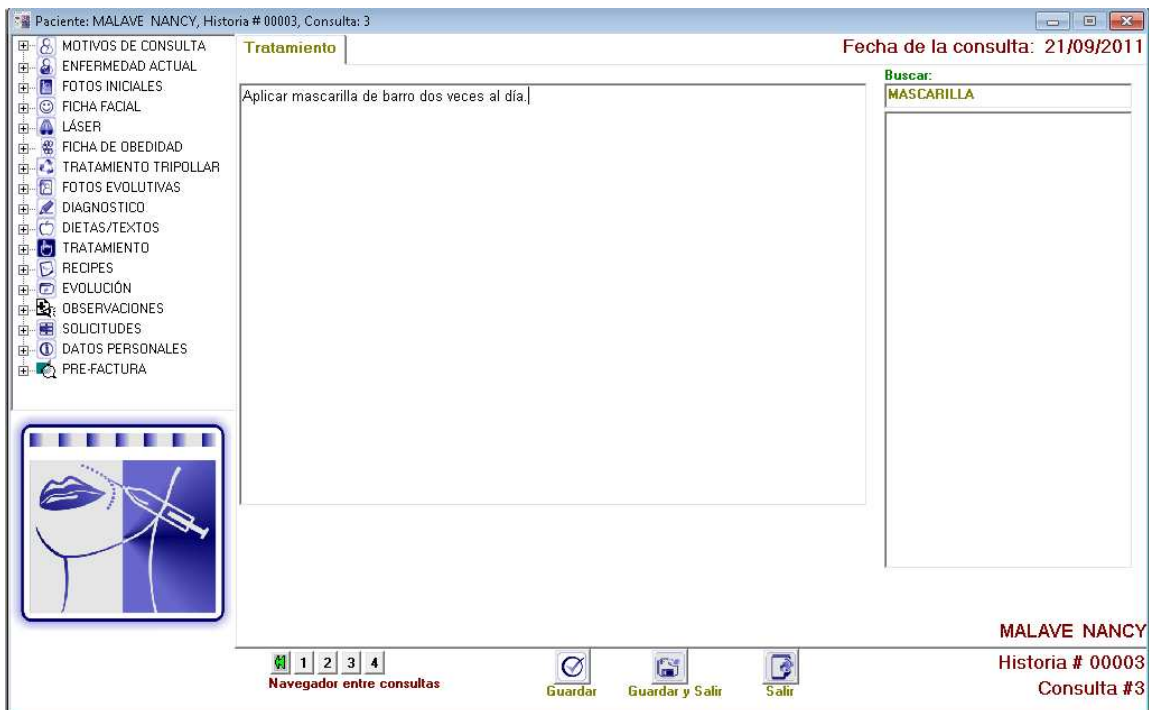 Paciente: MALAVE NANCY, Historia # 00003, Consulta: 3
MOTIVOS DE CONSULTA
ENFERMEDAD ACTUAL
FOTOS INICIALES
FICHA FACIAL
LÁSER
FICHA DE OBEDIDAD
TRATAMIENTO TRIPOLLAR
FOTOS EVOLUTIVAS
DIAGNOSTICO
DIETAS/TEXTOS
TRATAMIENTO
RECIPES
EVOLUCIÓN
OBSERVACIONES
SOLICITUDES
DATOS PERSONALES
PRE-FACTURA
Tratamiento
Fecha de la consulta: 21/09/2011
Aplicar mascarilla de barro dos veces al día.
Buscar:
MASCARILLA
MALAVE NANCY
Historia # 00003
Consulta #3
1 2 3 4
Navegador entre consultas
Guardar
Guardar y Salir
Salir